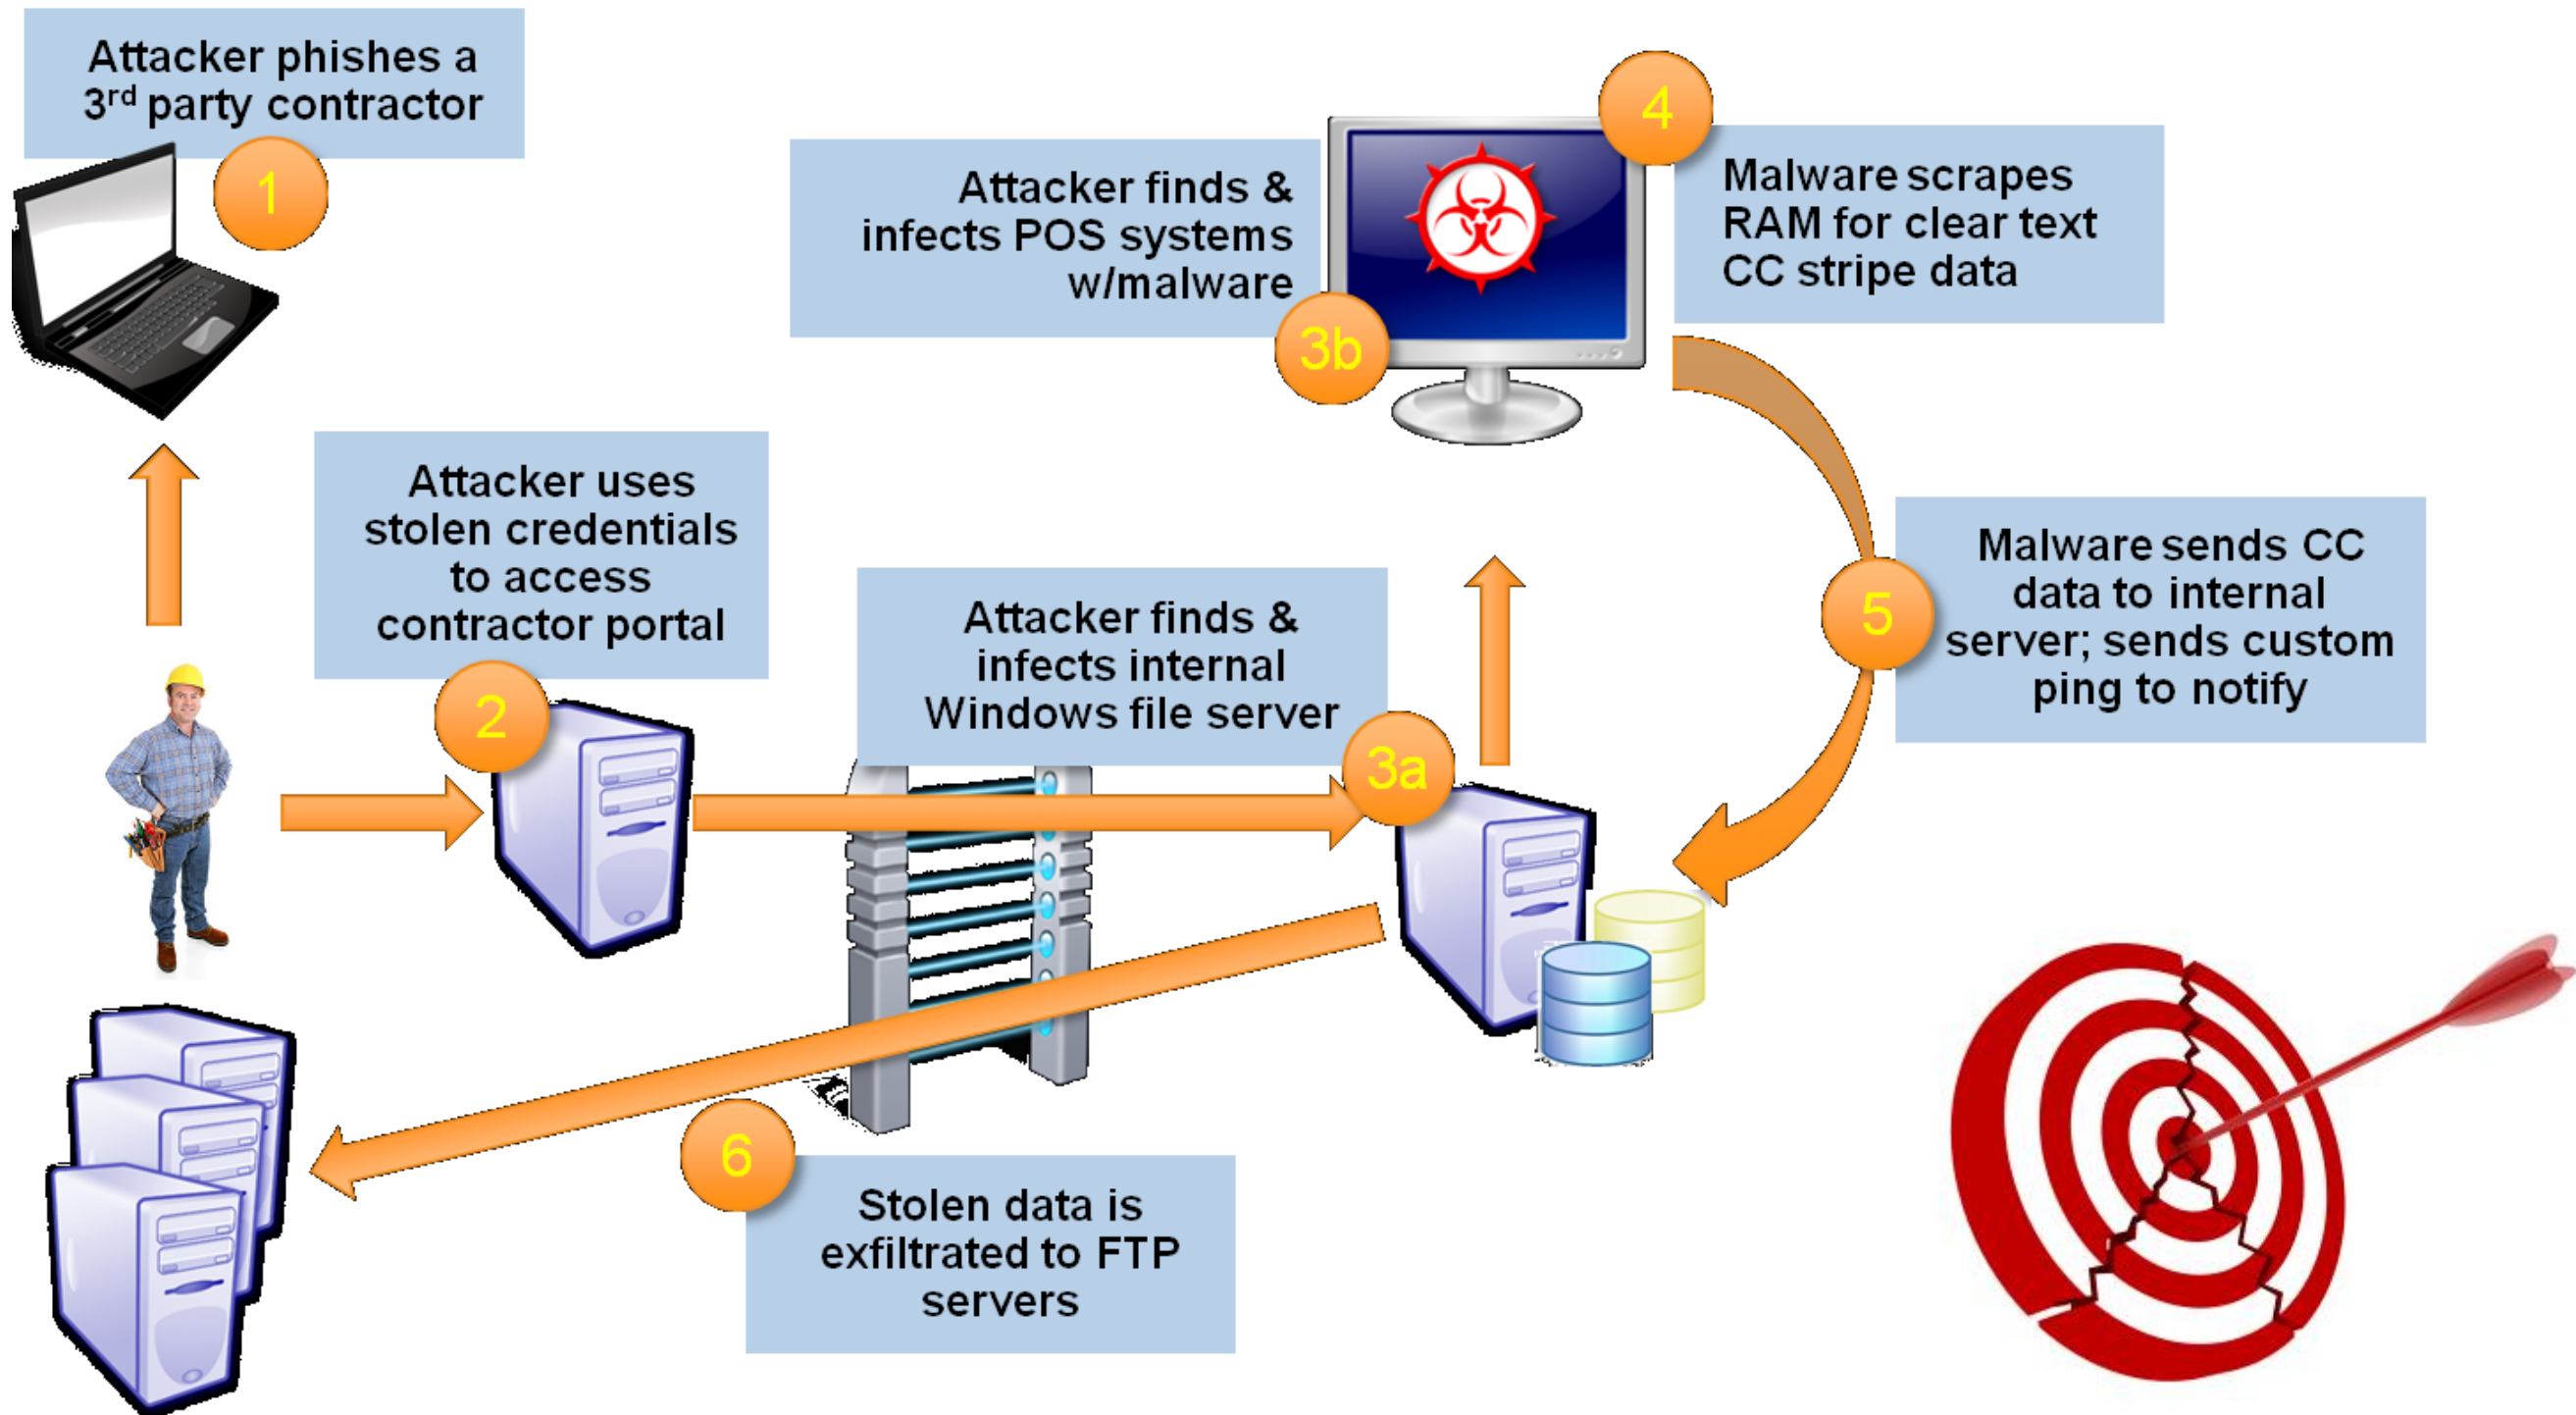 Attacker phishes a
3rd party contractor
1
Attacker uses
stolen credentials
to access
contractor portal
2
Attacker finds &
infects internal
Windows file server
3a
Attacker finds &
infects POS systems
w/malware
3b
4
Malware scrapes
RAM for clear text
CC stripe data
5
Malware sends CC
data to internal
server; sends custom
ping to notify
6
Stolen data is
exfiltrated to FTP
servers